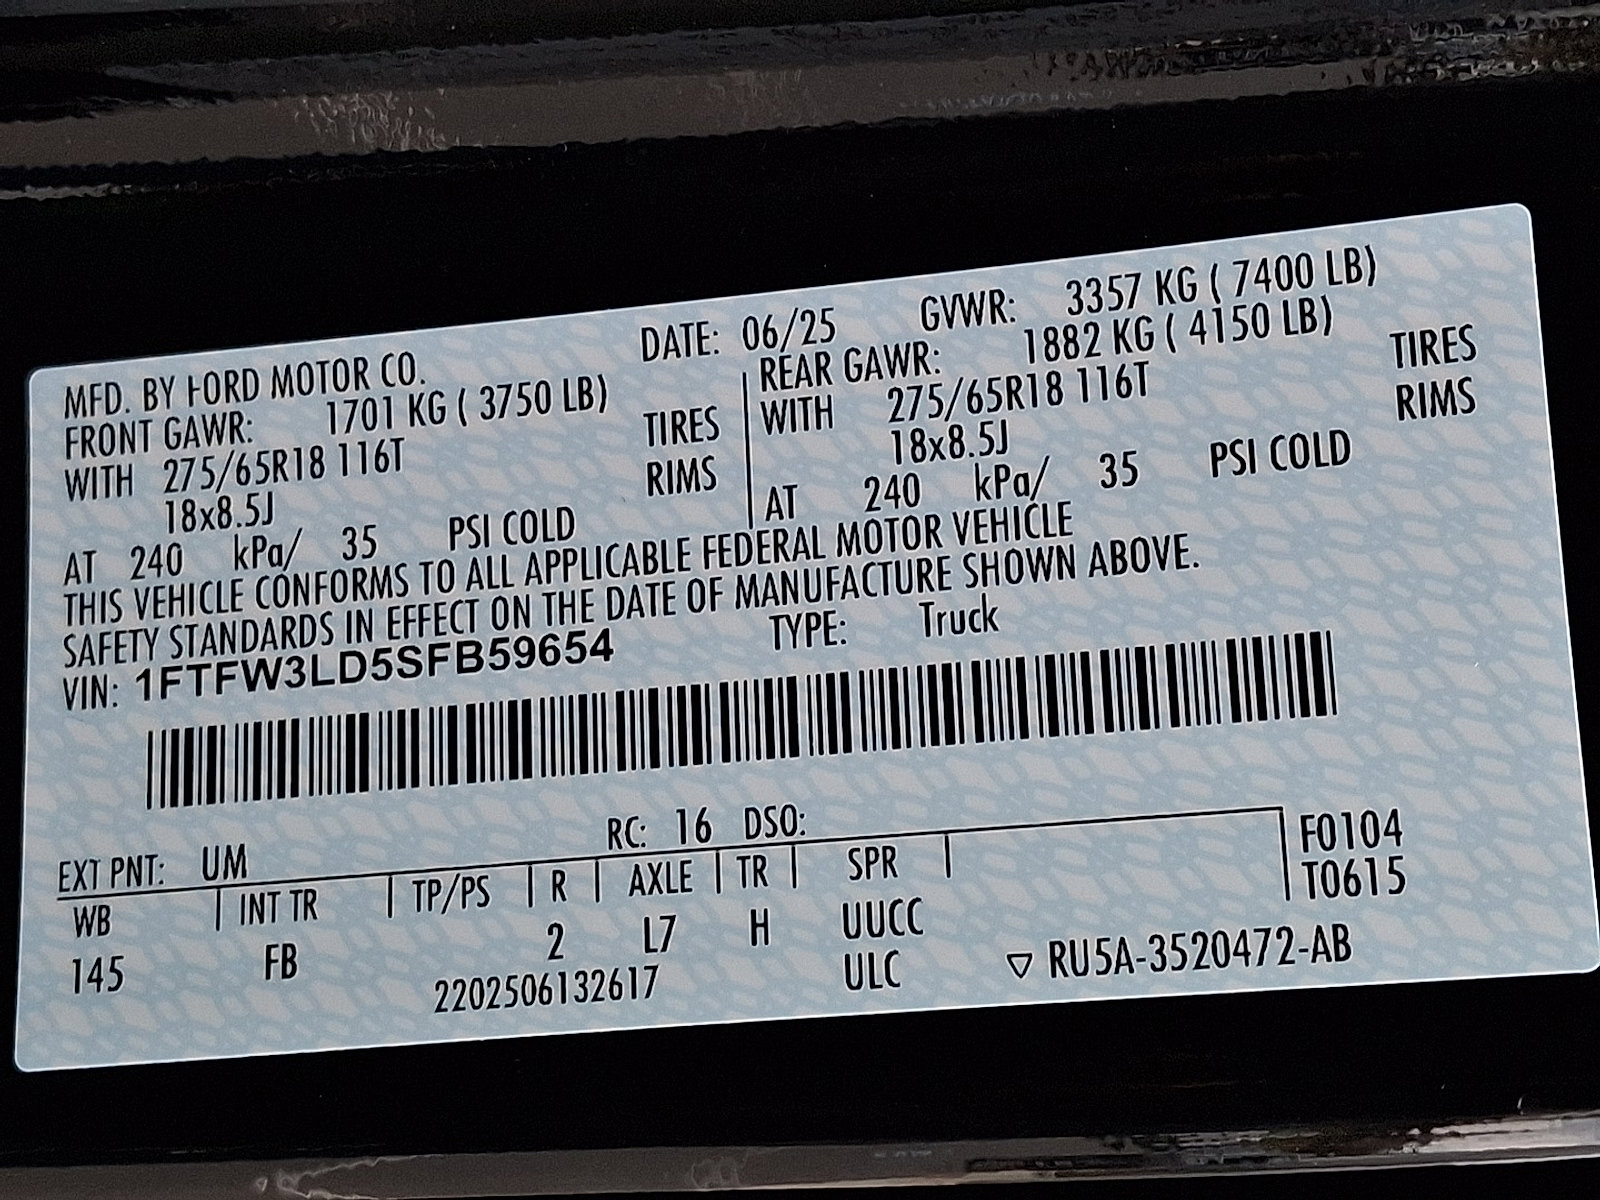 MFD. BY FORD MOTOR CO. DATE: 06/25 GVWR: 3357 KG ( 7400 LB)
FRONT GAWR: 1701 KG ( 3750 LB)
WITH 275/65R18 116T TIRES
18x8.5J RIMS
AT 240 kPa/ 35 PSI COLD
REAR GAWR: 1882 KG ( 4150 LB)
WITH 275/65R18 116T TIRES
18x8.5J RIMS
AT 240 kPa/ 35 PSI COLD
THIS VEHICLE CONFORMS TO ALL APPLICABLE FEDERAL MOTOR VEHICLE
SAFETY STANDARDS IN EFFECT ON THE DATE OF MANUFACTURE SHOWN ABOVE.
VIN: 1FTFW3LD5SFB59654 TYPE: Truck
EXT PNT: UM RC: 16 DSO: F0104
WB INT TR TP/PS R AXLE TR SPR T0615
145 FB 2 L7 H UUCC
2202506132617 ULC ▽ RU5A-3520472-AB